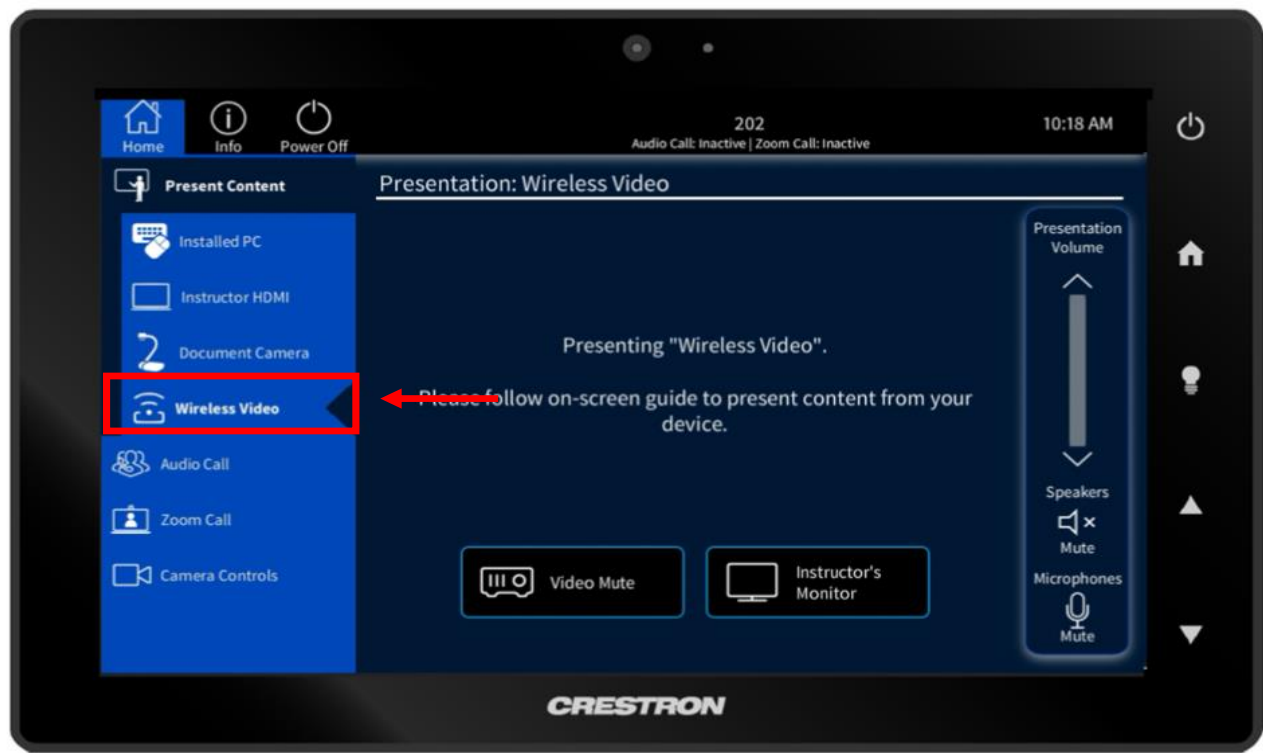 Home
Info
Power Off
202
Audio Call: Inactive | Zoom Call: Inactive
10:18 AM
Present Content
Installed PC
Instructor HDMI
Document Camera
Wireless Video
Audio Call
Zoom Call
Camera Controls
Presentation: Wireless Video
Presenting "Wireless Video".
Please follow on-screen guide to present content from your
device.
Video Mute
Instructor's
Monitor
Presentation
Volume
Speakers
Mute
Microphones
Mute
CRESTRON